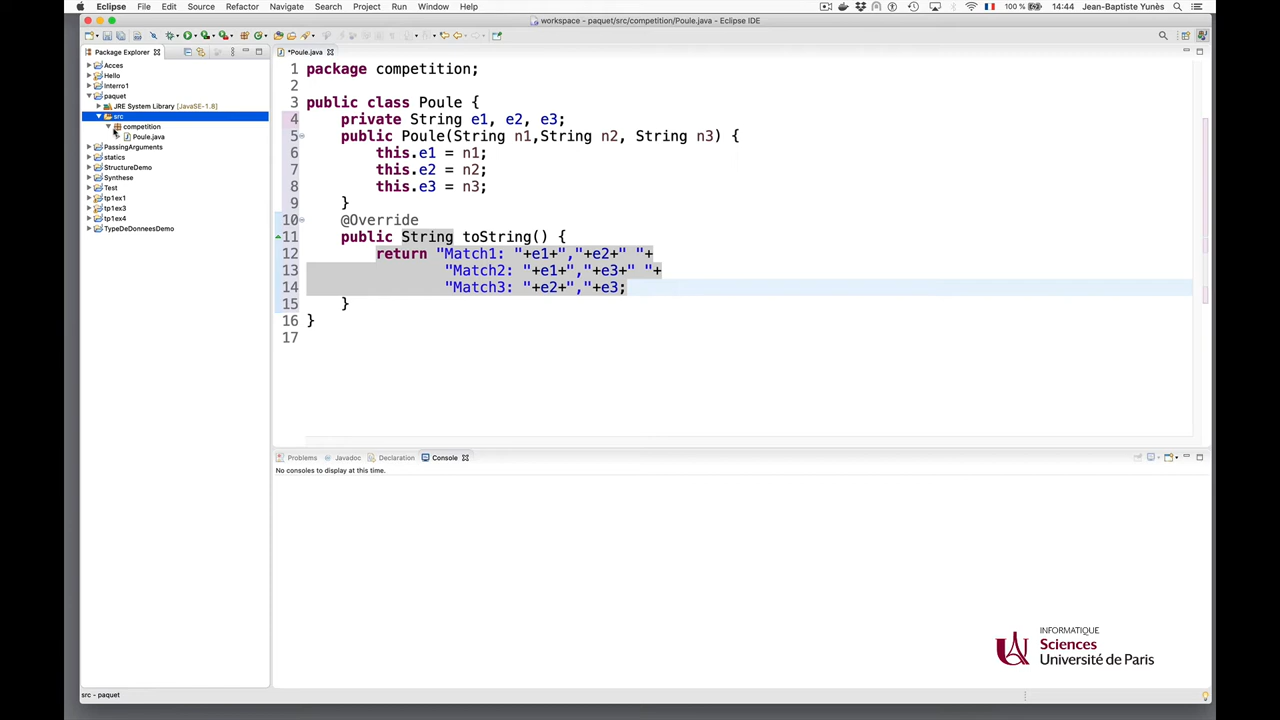 Eclipse File Edit Source Refactor Navigate Search Project Run Window Help 100 % 14:44 Jean-Baptiste Yunès
workspace - paquet/src/competition/Poule.java - Eclipse IDE
Package Explorer
Acces
Hello
Interro1
paquet
JRE System Library [JavaSE-1.8]
src
competition
Poule.java
PassingArguments
statics
StructureDemo
Synthese
Test
tp1ex1
tp1ex3
tp1ex4
TypeDeDonneesDemo
*Poule.java
1 package competition;
2
3 public class Poule {
4 private String e1, e2, e3;
5 public Poule(String n1,String n2, String n3) {
6 this.e1 = n1;
7 this.e2 = n2;
8 this.e3 = n3;
9 }
10 @Override
11 public String toString() {
12 return "Match1: "+e1+","+e2+" "+
13 "Match2: "+e1+","+e3+" "+
14 "Match3: "+e2+","+e3;
15 }
16 }
17
Problems Javadoc Declaration Console
No consoles to display at this time.
INFORMATIQUE
Sciences
Université de Paris
src - paquet